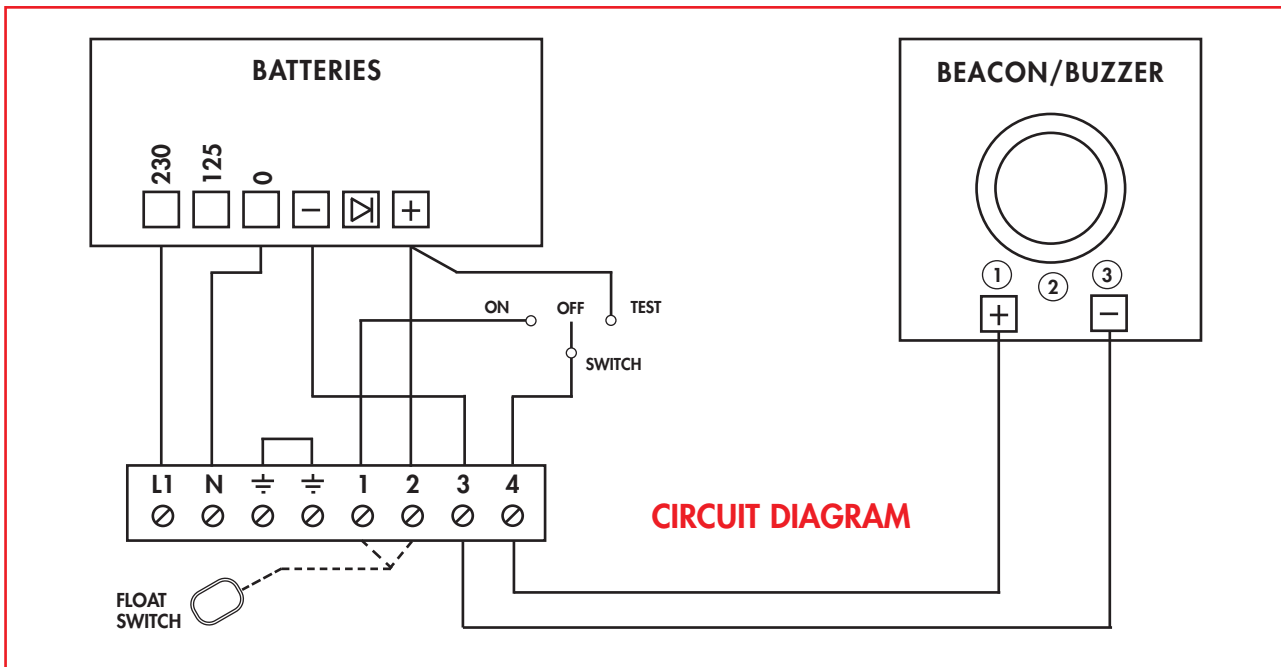 BATTERIES
230 125 0
− +
BEACON/BUZZER
1 2 3
+ −
ON OFF TEST
SWITCH
L1 N 1 2 3 4
CIRCUIT DIAGRAM
FLOAT
SWITCH